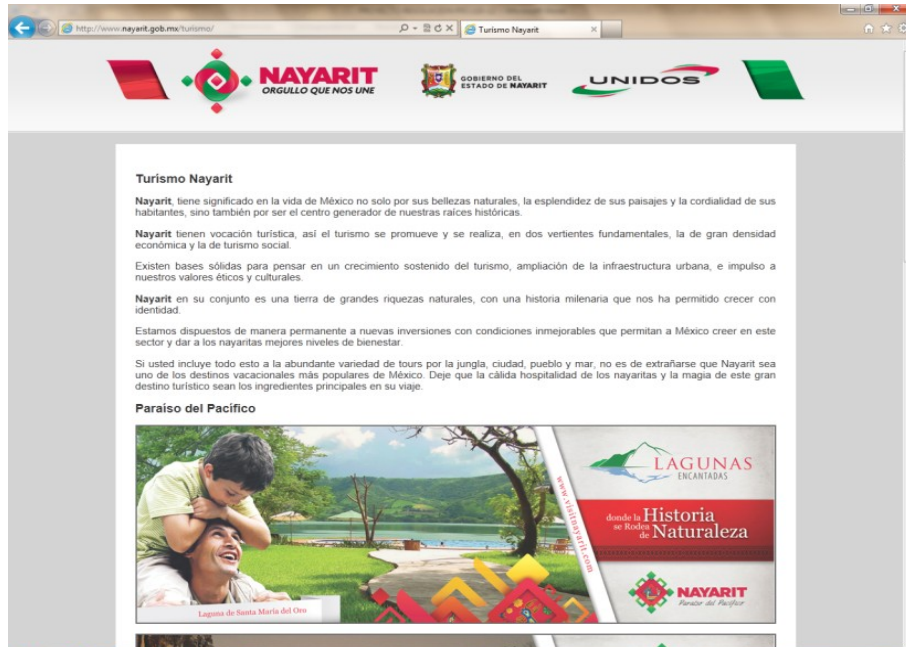 http://www.nayarit.gob.mx/turismo/
Turismo Nayarit
NAYARIT
ORGULLO QUE NOS UNE
GOBIERNO DEL
ESTADO DE NAYARIT
UNIDOS
Turismo Nayarit
Nayarit, tiene significado en la vida de México no solo por sus bellezas naturales, la esplendidez de sus paisajes y la cordialidad de sus
habitantes, sino también por ser el centro generador de nuestras raíces históricas.
Nayarit tienen vocación turística, así el turismo se promueve y se realiza, en dos vertientes fundamentales, la de gran densidad
económica y la de turismo social.
Existen bases sólidas para pensar en un crecimiento sostenido del turismo, ampliación de la infraestructura urbana, e impulso a
nuestros valores éticos y culturales.
Nayarit en su conjunto es una tierra de grandes riquezas naturales, con una historia milenaria que nos ha permitido crecer con
identidad.
Estamos dispuestos de manera permanente a nuevas inversiones con condiciones inmejorables que permitan a México creer en este
sector y dar a los nayaritas mejores niveles de bienestar.
Si usted incluye todo esto a la abundante variedad de tours por la jungla, ciudad, pueblo y mar, no es de extrañarse que Nayarit sea
uno de los destinos vacacionales más populares de México. Deje que la cálida hospitalidad de los nayaritas y la magia de este gran
destino turístico sean los ingredientes principales en su viaje.
Paraíso del Pacífico
LAGUNAS
ENCANTADAS
www.visitnayarit.com
donde la Historia
se Rodea
de Naturaleza
NAYARIT
Paraíso del Pacífico
Laguna de Santa María del Oro